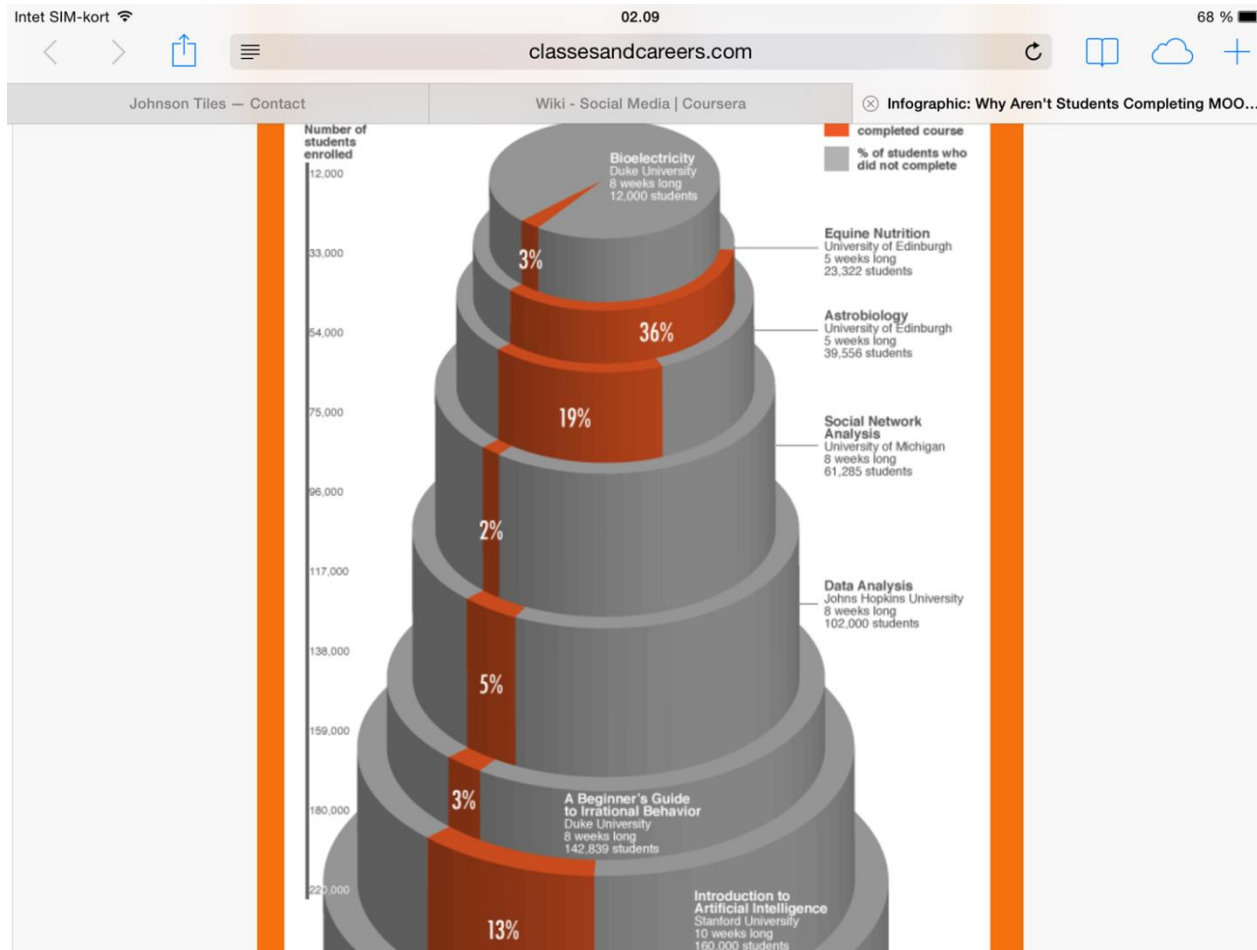 Intet SIM-kort
02.09
68 %
classesandcareers.com
Johnson Tiles — Contact
Wiki - Social Media | Coursera
Infographic: Why Aren't Students Completing MOO...
Number of
students
enrolled
12,000
33,000
54,000
75,000
96,000
117,000
138,000
159,000
180,000
220,000
completed course
% of students who
did not complete
Bioelectricity
Duke University
8 weeks long
12,000 students
3%
Equine Nutrition
University of Edinburgh
5 weeks long
23,322 students
36%
Astrobiology
University of Edinburgh
5 weeks long
39,556 students
19%
Social Network
Analysis
University of Michigan
8 weeks long
61,285 students
2%
Data Analysis
Johns Hopkins University
8 weeks long
102,000 students
5%
A Beginner's Guide
to Irrational Behavior
Duke University
8 weeks long
142,839 students
3%
Introduction to
Artificial Intelligence
Stanford University
10 weeks long
160,000 students
13%